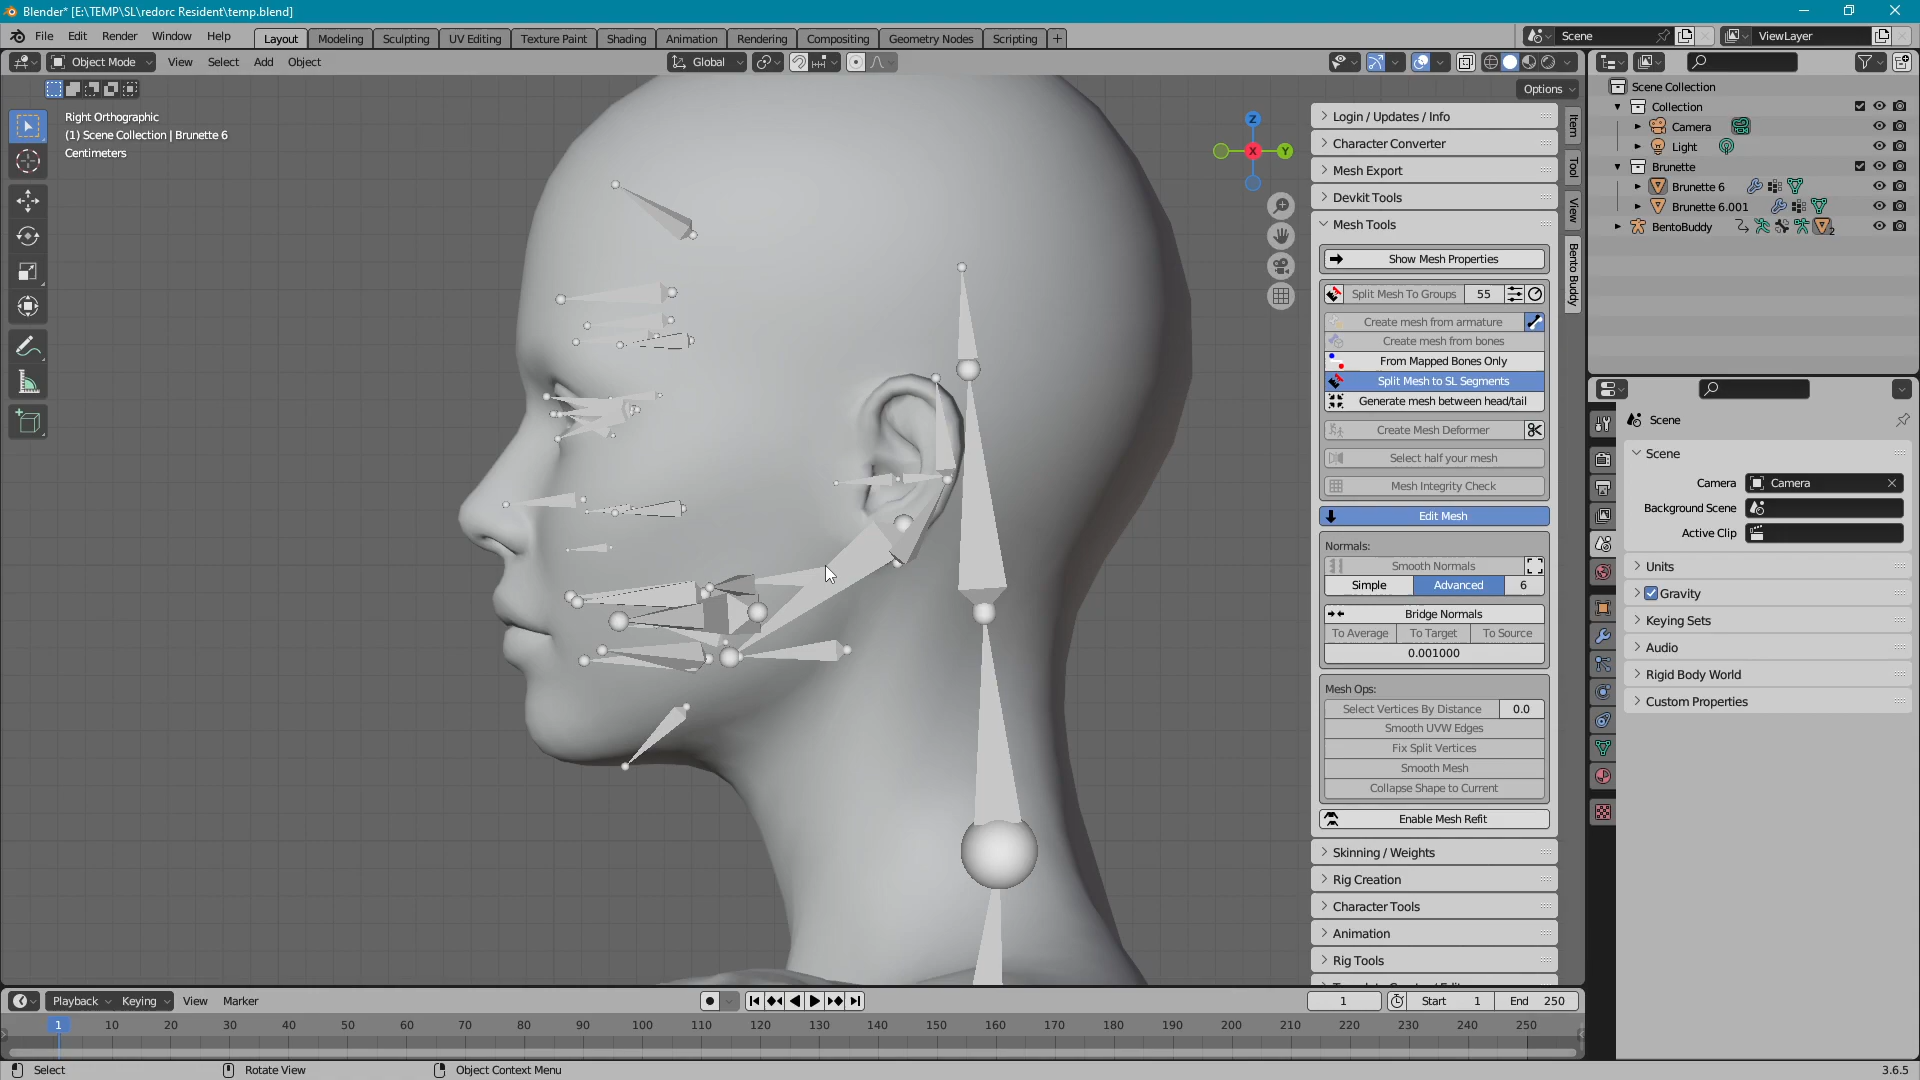 Blender* [E:\TEMP\SL\redorc Resident\temp.blend]
File Edit Render Window Help Layout Modeling Sculpting UV Editing Texture Paint Shading Animation Rendering Compositing Geometry Nodes Scripting + Scene ViewLayer
Object Mode View Select Add Object Global
Options
Right Orthographic
(1) Scene Collection | Brunette 6
Centimeters
Z
X Y
Login / Updates / Info
Character Converter
Mesh Export
Devkit Tools
Mesh Tools
Show Mesh Properties
Split Mesh To Groups 55
Create mesh from armature
Create mesh from bones
From Mapped Bones Only
Split Mesh to SL Segments
Generate mesh between head/tail
Create Mesh Deformer
Select half your mesh
Mesh Integrity Check
Edit Mesh
Normals:
Smooth Normals
Simple Advanced 6
Bridge Normals
To Average To Target To Source
0.001000
Mesh Ops:
Select Vertices By Distance 0.0
Smooth UVW Edges
Fix Split Vertices
Smooth Mesh
Collapse Shape to Current
Enable Mesh Refit
Skinning / Weights
Rig Creation
Character Tools
Animation
Rig Tools
Item
Tool
View
Bento Buddy
Scene Collection
Collection
Camera
Light
Brunette
Brunette 6
Brunette 6.001
BentoBuddy 2
Scene
Scene
Camera Camera
Background Scene
Active Clip
Units
Gravity
Keying Sets
Audio
Rigid Body World
Custom Properties
Playback Keying View Marker 1 Start 1 End 250
1 10 20 30 40 50 60 70 80 90 100 110 120 130 140 150 160 170 180 190 200 210 220 230 240 250
Select Rotate View Object Context Menu 3.6.5